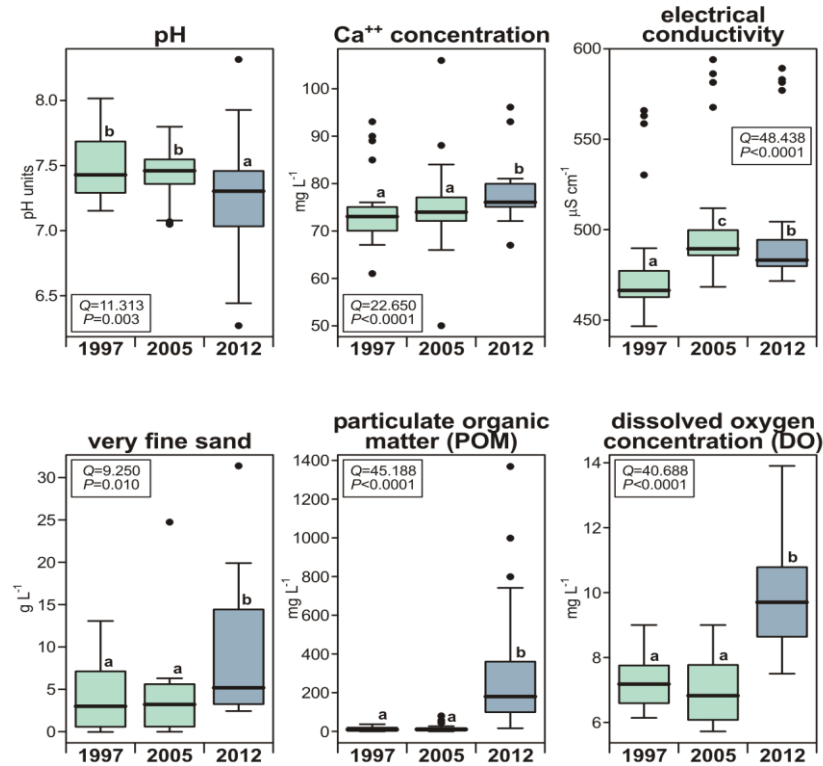 pH
pH units
8.0
7.5
7.0
6.5
b
b
a
Q=11.313
P=0.003
1997 2005 2012
Ca++ concentration
mg L-1
100
90
80
70
60
50
a
a
b
Q=22.650
P<0.0001
1997 2005 2012
electrical
conductivity
µS cm-1
600
550
500
450
a
c
b
Q=48.438
P<0.0001
1997 2005 2012
very fine sand
g L-1
30
25
20
15
10
5
0
Q=9.250
P=0.010
a
a
b
1997 2005 2012
particulate organic
matter (POM)
mg L-1
1400
1200
1000
800
600
400
200
0
Q=45.188
P<0.0001
a
a
b
1997 2005 2012
dissolved oxygen
concentration (DO)
mg L-1
14
12
10
8
6
Q=40.688
P<0.0001
a
a
b
1997 2005 2012